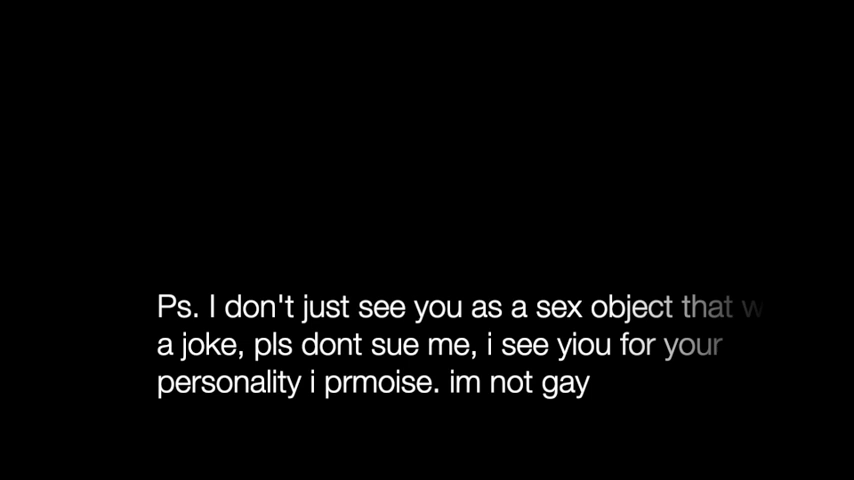 Ps. I don't just see you as a sex object that
a joke, pls dont sue me, i see yiou for your
personality i prmoise. im not gay